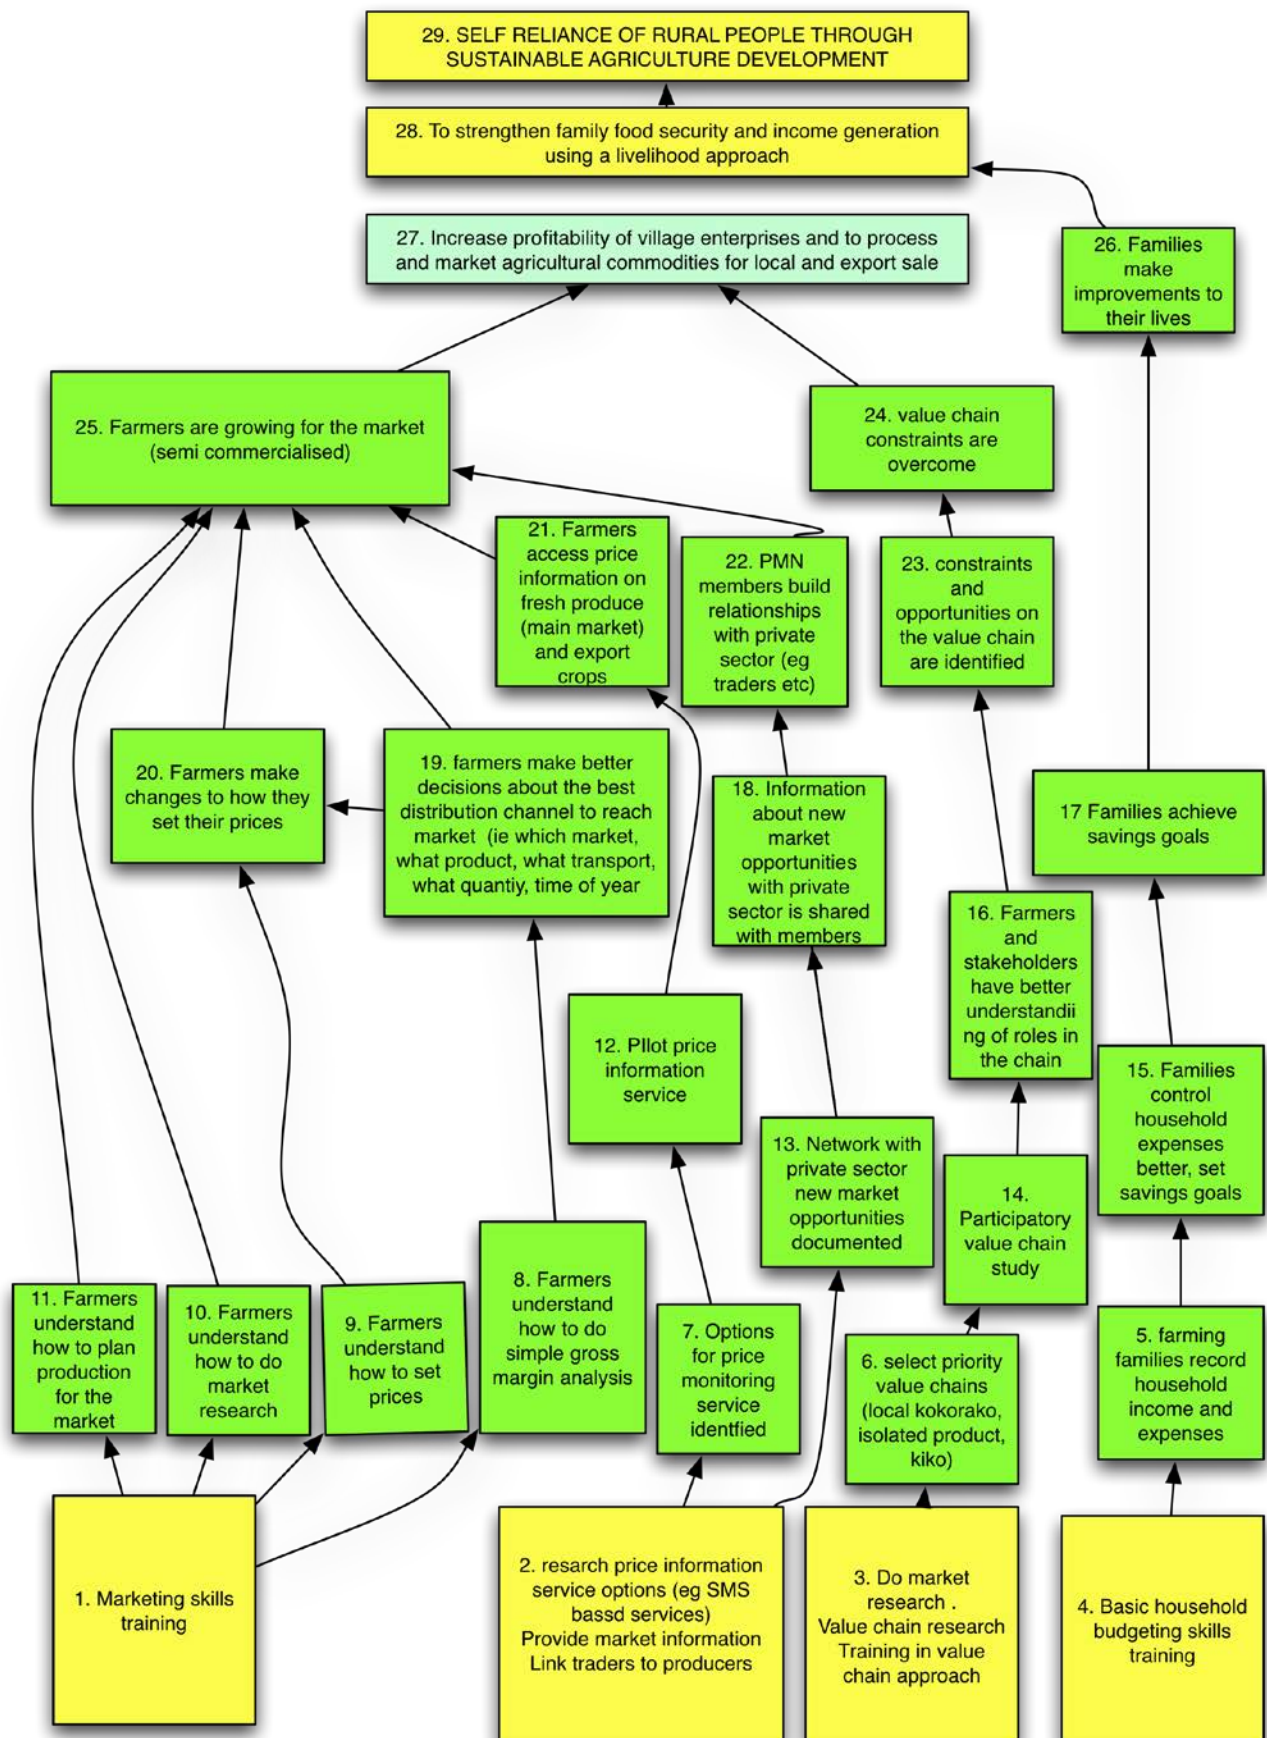 29. SELF RELIANCE OF RURAL PEOPLE THROUGH
SUSTAINABLE AGRICULTURE DEVELOPMENT
28. To strengthen family food security and income generation
using a livelihood approach
27. Increase profitability of village enterprises and to process
and market agricultural commodities for local and export sale
26. Families
make
improvements to
their lives
25. Farmers are growing for the market
(semi commercialised)
24. value chain
constraints are
overcome
21. Farmers
access price
information on
fresh produce
(main market)
and export
crops
22. PMN
members build
relationships
with private
sector (eg
traders etc)
23. constraints
and
opportunities on
the value chain
are identified
20. Farmers make
changes to how they
set their prices
19. farmers make better
decisions about the best
distribution channel to reach
market (ie which market,
what product, what transport,
what quantiy, time of year
18. Information
about new
market
opportunities
with private
sector is shared
with members
17 Families achieve
savings goals
16. Farmers
and
stakeholders
have better
understandii
ng of roles in
the chain
12. PIlot price
information
service
15. Families
control
household
expenses
better, set
savings goals
13. Network with
private sector
new market
opportunities
documented
14.
Participatory
value chain
study
11. Farmers
understand
how to plan
production
for the
market
10. Farmers
understand
how to do
market
research
9. Farmers
understand
how to set
prices
8. Farmers
understand
how to do
simple gross
margin analysis
7. Options
for price
monitoring
service
identfied
6. select priority
value chains
(local kokorako,
isolated product,
kiko)
5. farming
families record
household
income and
expenses
1. Marketing skills
training
2. resarch price information
service options (eg SMS
bassd services)
Provide market information
Link traders to producers
3. Do market
research .
Value chain research
Training in value
chain approach
4. Basic household
budgeting skills
training